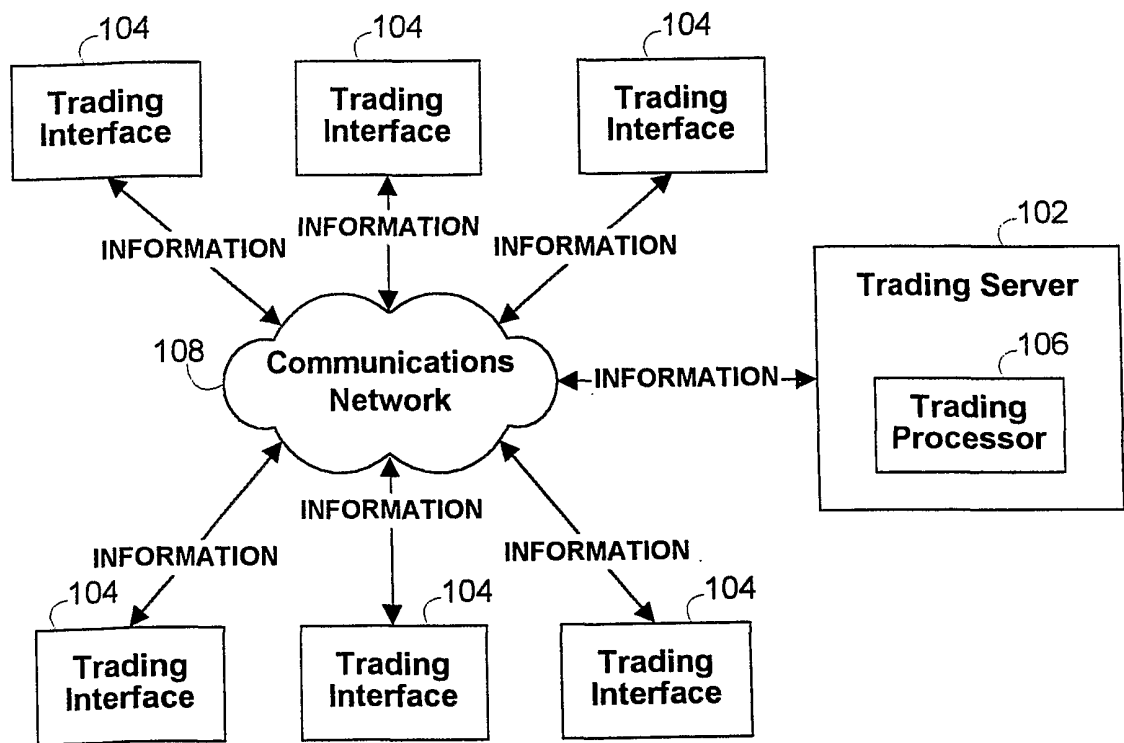 104
104
104
Trading
Interface
Trading
Interface
Trading
Interface
INFORMATION
INFORMATION
INFORMATION
102
Trading Server
108
Communications
Network
INFORMATION
106
Trading
Processor
INFORMATION
INFORMATION
INFORMATION
104
104
104
Trading
Interface
Trading
Interface
Trading
Interface